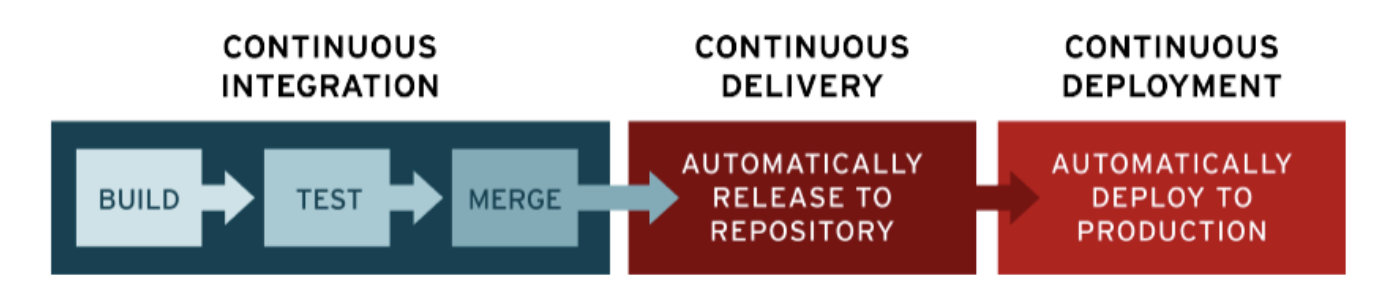 CONTINUOUS
INTEGRATION
CONTINUOUS
DELIVERY
CONTINUOUS
DEPLOYMENT
BUILD
TEST
MERGE
AUTOMATICALLY
RELEASE TO
REPOSITORY
AUTOMATICALLY
DEPLOY TO
PRODUCTION